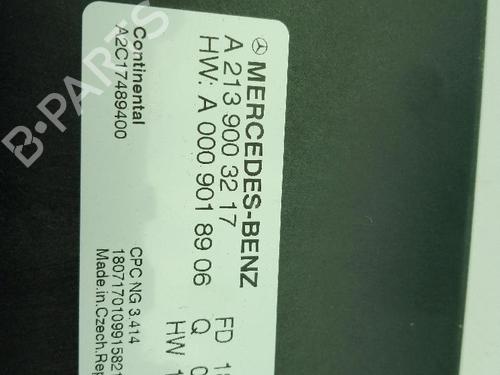 MERCEDES-BENZ
A 213 900 32 17
HW: A 000 901 89 06
FD
Q
HW
Continental
A2C17489400
CPC NG 3.414
1807170109915821
Made.in.Czech.Rep
B-PARTS